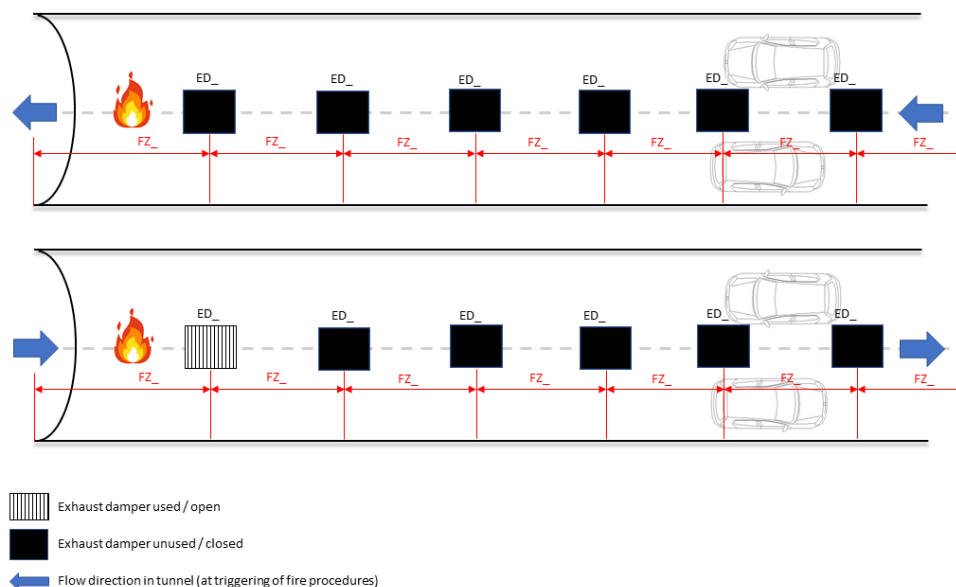 ED_ ED_ ED_ ED_ ED_ ED_
FZ_ FZ_ FZ_ FZ_ FZ_ FZ_ FZ_
ED_ ED_ ED_ ED_ ED_ ED_
FZ_ FZ_ FZ_ FZ_ FZ_ FZ_ FZ_
Exhaust damper used / open
Exhaust damper unused / closed
Flow direction in tunnel (at triggering of fire procedures)